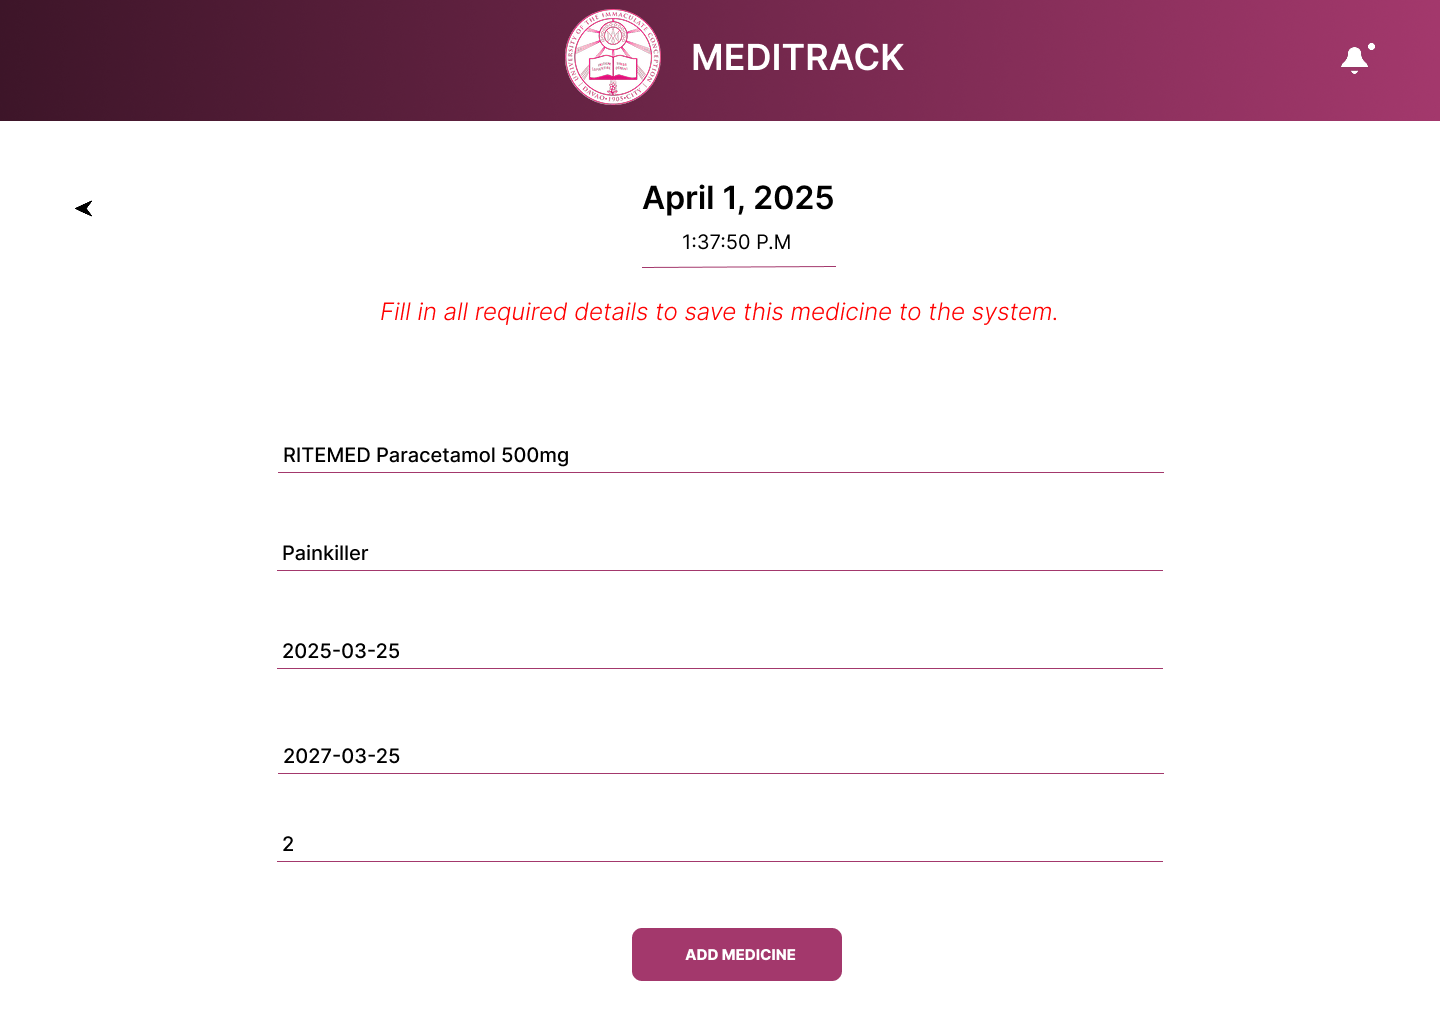 UNIVERSITY OF THE IMMACULATE CONCEPTION
DAVAO • 1905 • CITY
MEDITRACK
April 1, 2025
1:37:50 P.M
Fill in all required details to save this medicine to the system.
RITEMED Paracetamol 500mg
Painkiller
2025-03-25
2027-03-25
2
ADD MEDICINE